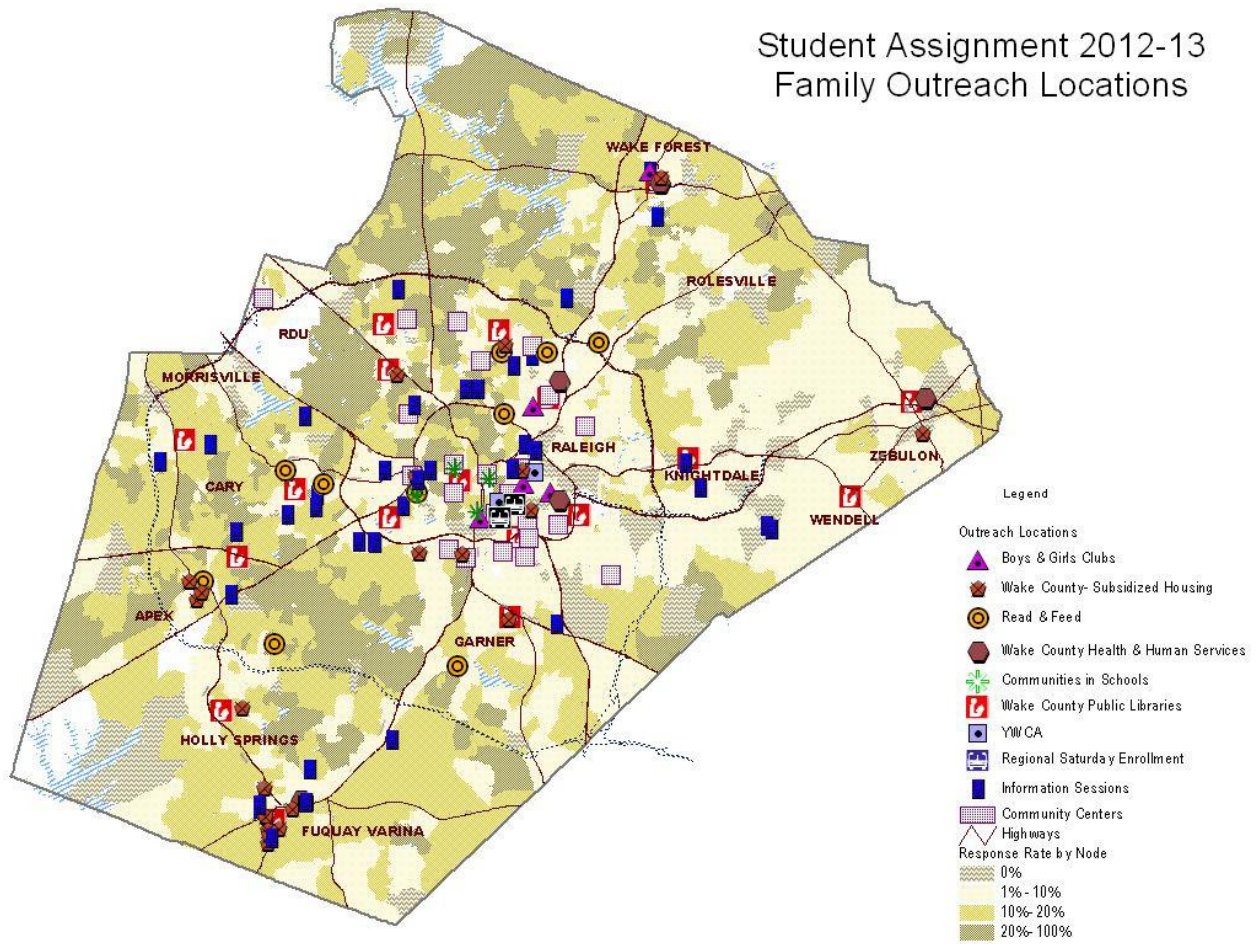 Student Assignment 2012-13
Family Outreach Locations
WAKE FOREST
ROLESVILLE
RDU
MORRISVILLE
RALEIGH
ZEBULON
KNIGHTDALE
CARY
WENDELL
APEX
GARNER
HOLLY SPRINGS
FUQUAY VARINA
Legend
Outreach Locations
Boys & Girls Clubs
Wake County- Subsidized Housing
Read & Feed
Wake County Health & Human Services
Communities in Schools
Wake County Public Libraries
YWCA
Regional Saturday Enrollment
Information Sessions
Community Centers
Highways
Response Rate by Node
0%
1% - 10%
10%- 20%
20%- 100%